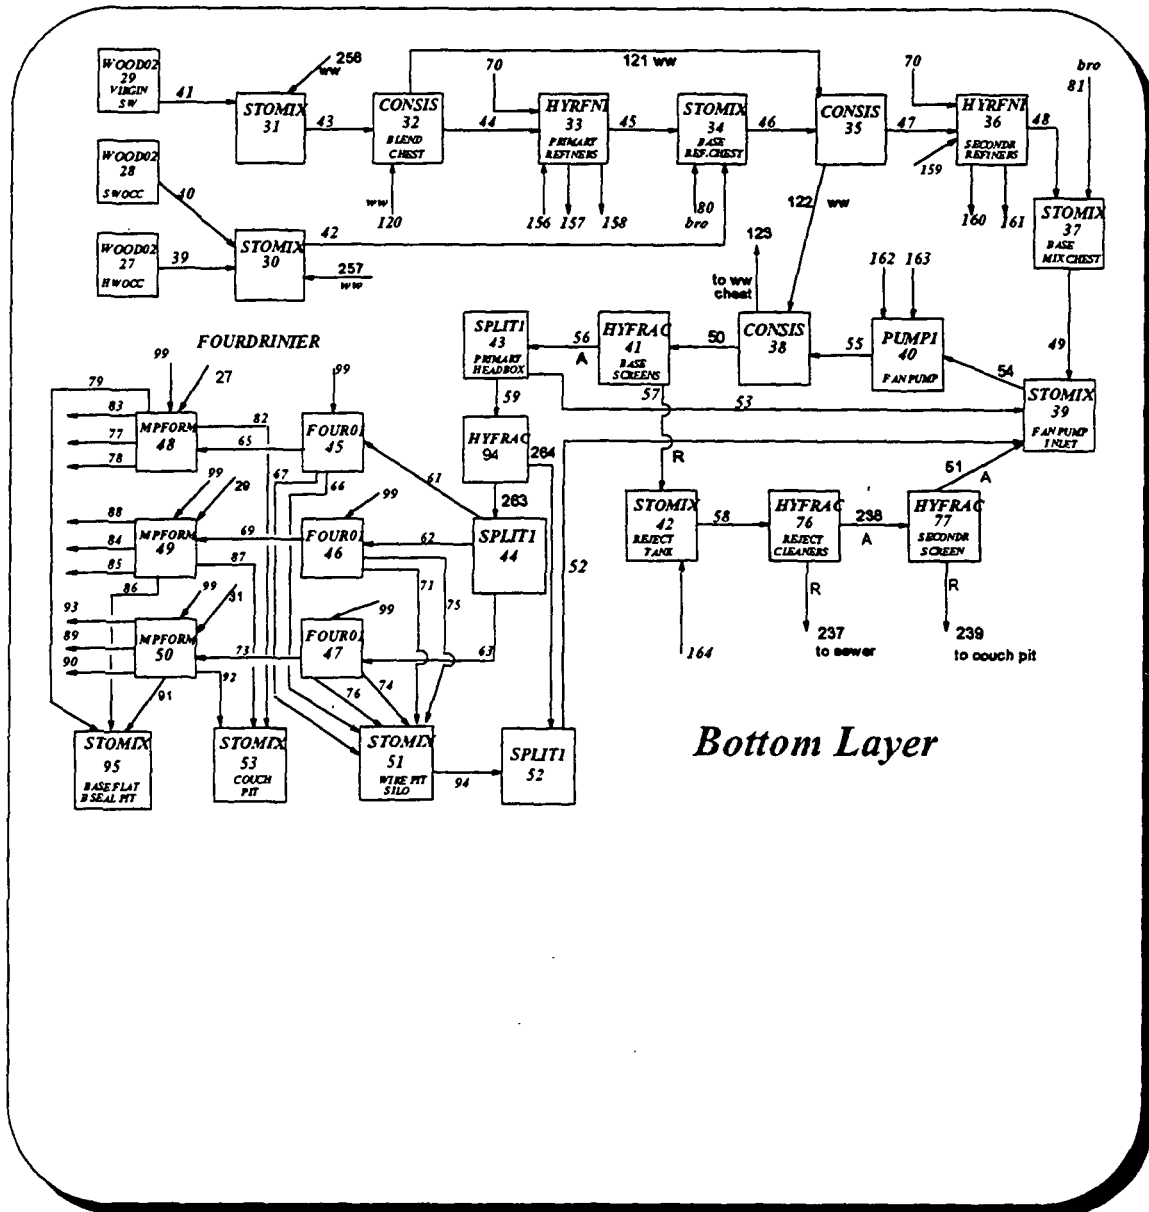 WOOD02
29
VIRGIN
SW
41
258
ww
STOMIX
31
43
CONSIS
32
BLEND
CHEST
ww
120
121 ww
44
70
HYRFNI
33
PRIMARY
REFINERS
156
157
158
45
STOMIX
34
BASE
REF.CHEST
bro
80
46
CONSIS
35
47
70
HYRFNI
36
SECONDR
REFINERS
159
160
161
48
bro
81
STOMIX
37
BASE
MIX CHEST
WOOD02
28
SWOCC
40
WOOD02
27
HWOCC
39
STOMIX
30
42
257
ww
122 ww
123
to ww
chest
CONSIS
38
162
163
PUMP1
40
FAN PUMP
55
54
49
STOMIX
39
FAN PUMP
INLET
50
HYFRAC
41
BASE
SCREENS
56
A
SPLIT1
43
PRIMARY
HEADBOX
53
57
R
59
HYFRAC
94
264
263
SPLIT1
44
61
62
63
52
STOMIX
42
REJECT
TANK
164
58
HYFRAC
76
REJECT
CLEANERS
R
237
to sewer
238
A
HYFRAC
77
SECONDR
SCREEN
51
A
R
239
to couch pit
FOURDRINIER
79
99
27
83
77
78
MPFORM
48
82
65
99
FOUR01
45
67
66
88
84
85
86
99
29
MPFORM
49
87
69
99
FOUR01
46
71
75
93
89
90
99
31
MPFORM
50
91
92
73
99
FOUR01
47
76
74
STOMIX
95
BASE FLAT
B SEAL PIT
STOMIX
53
COUCH
PIT
STOMIX
51
WIRE PIT
SILO
94
SPLIT1
52
Bottom Layer